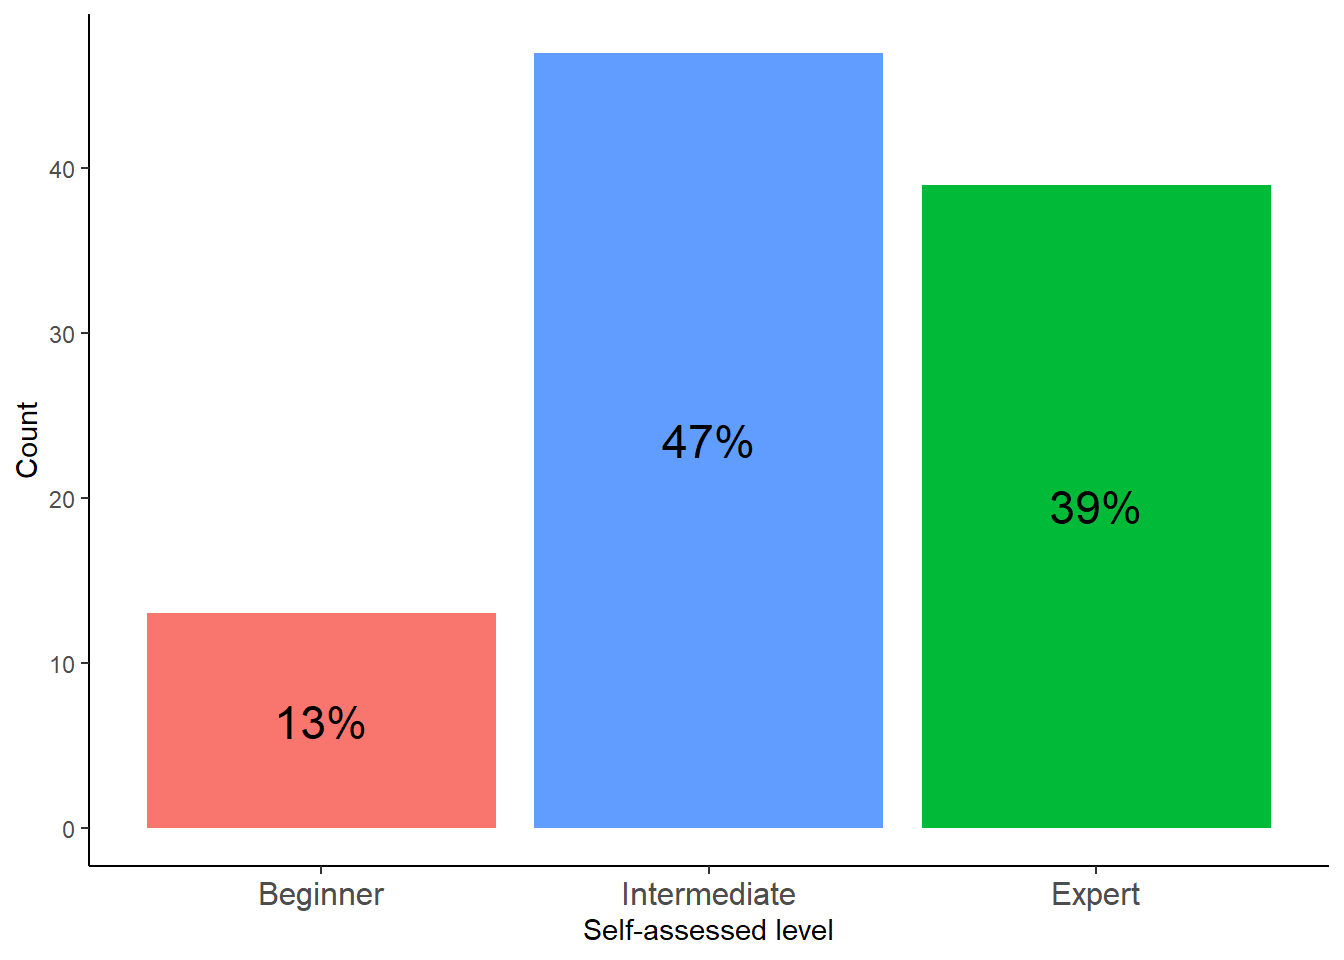 Count
40
30
20
10
0
13%
47%
39%
Beginner
Intermediate
Expert
Self-assessed level